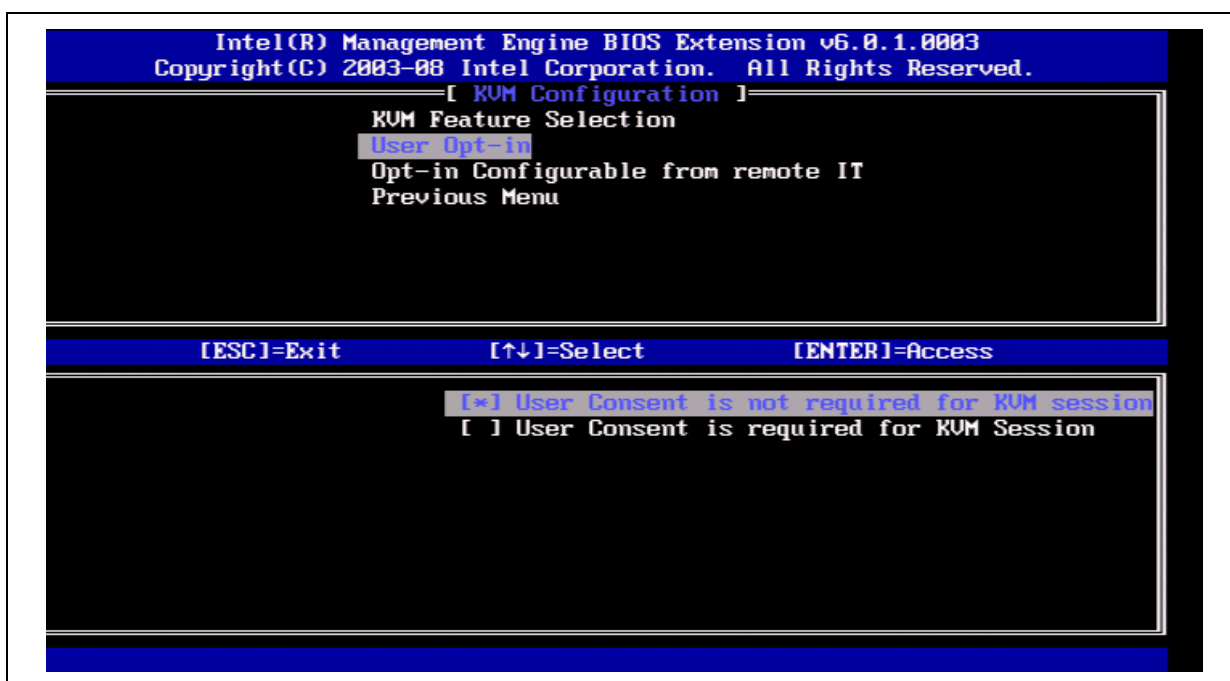 Intel(R) Management Engine BIOS Extension v6.0.1.0003
Copyright(C) 2003-08 Intel Corporation. All Rights Reserved.
[ KVM Configuration ]
KVM Feature Selection
User Opt-in
Opt-in Configurable from remote IT
Previous Menu
[ESC]=Exit [↑↓]=Select [ENTER]=Access
[*] User Consent is not required for KVM session
[ ] User Consent is required for KVM Session